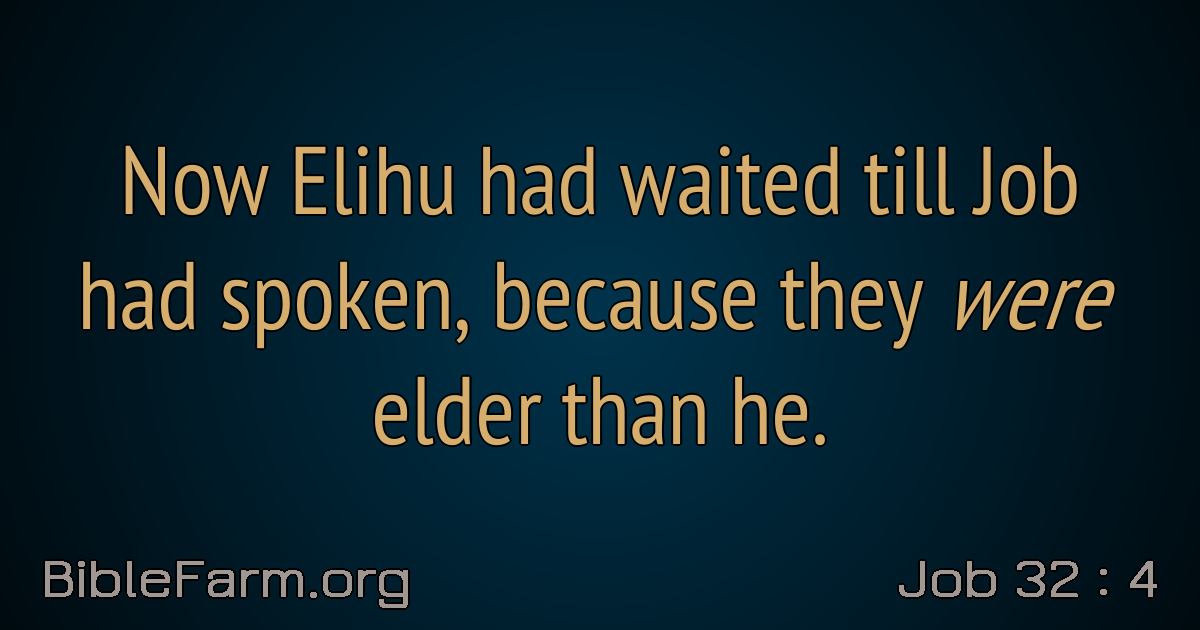 Now Elihu had waited till Job
had spoken, because they were
elder than he.
BibleFarm.org
Job 32 : 4